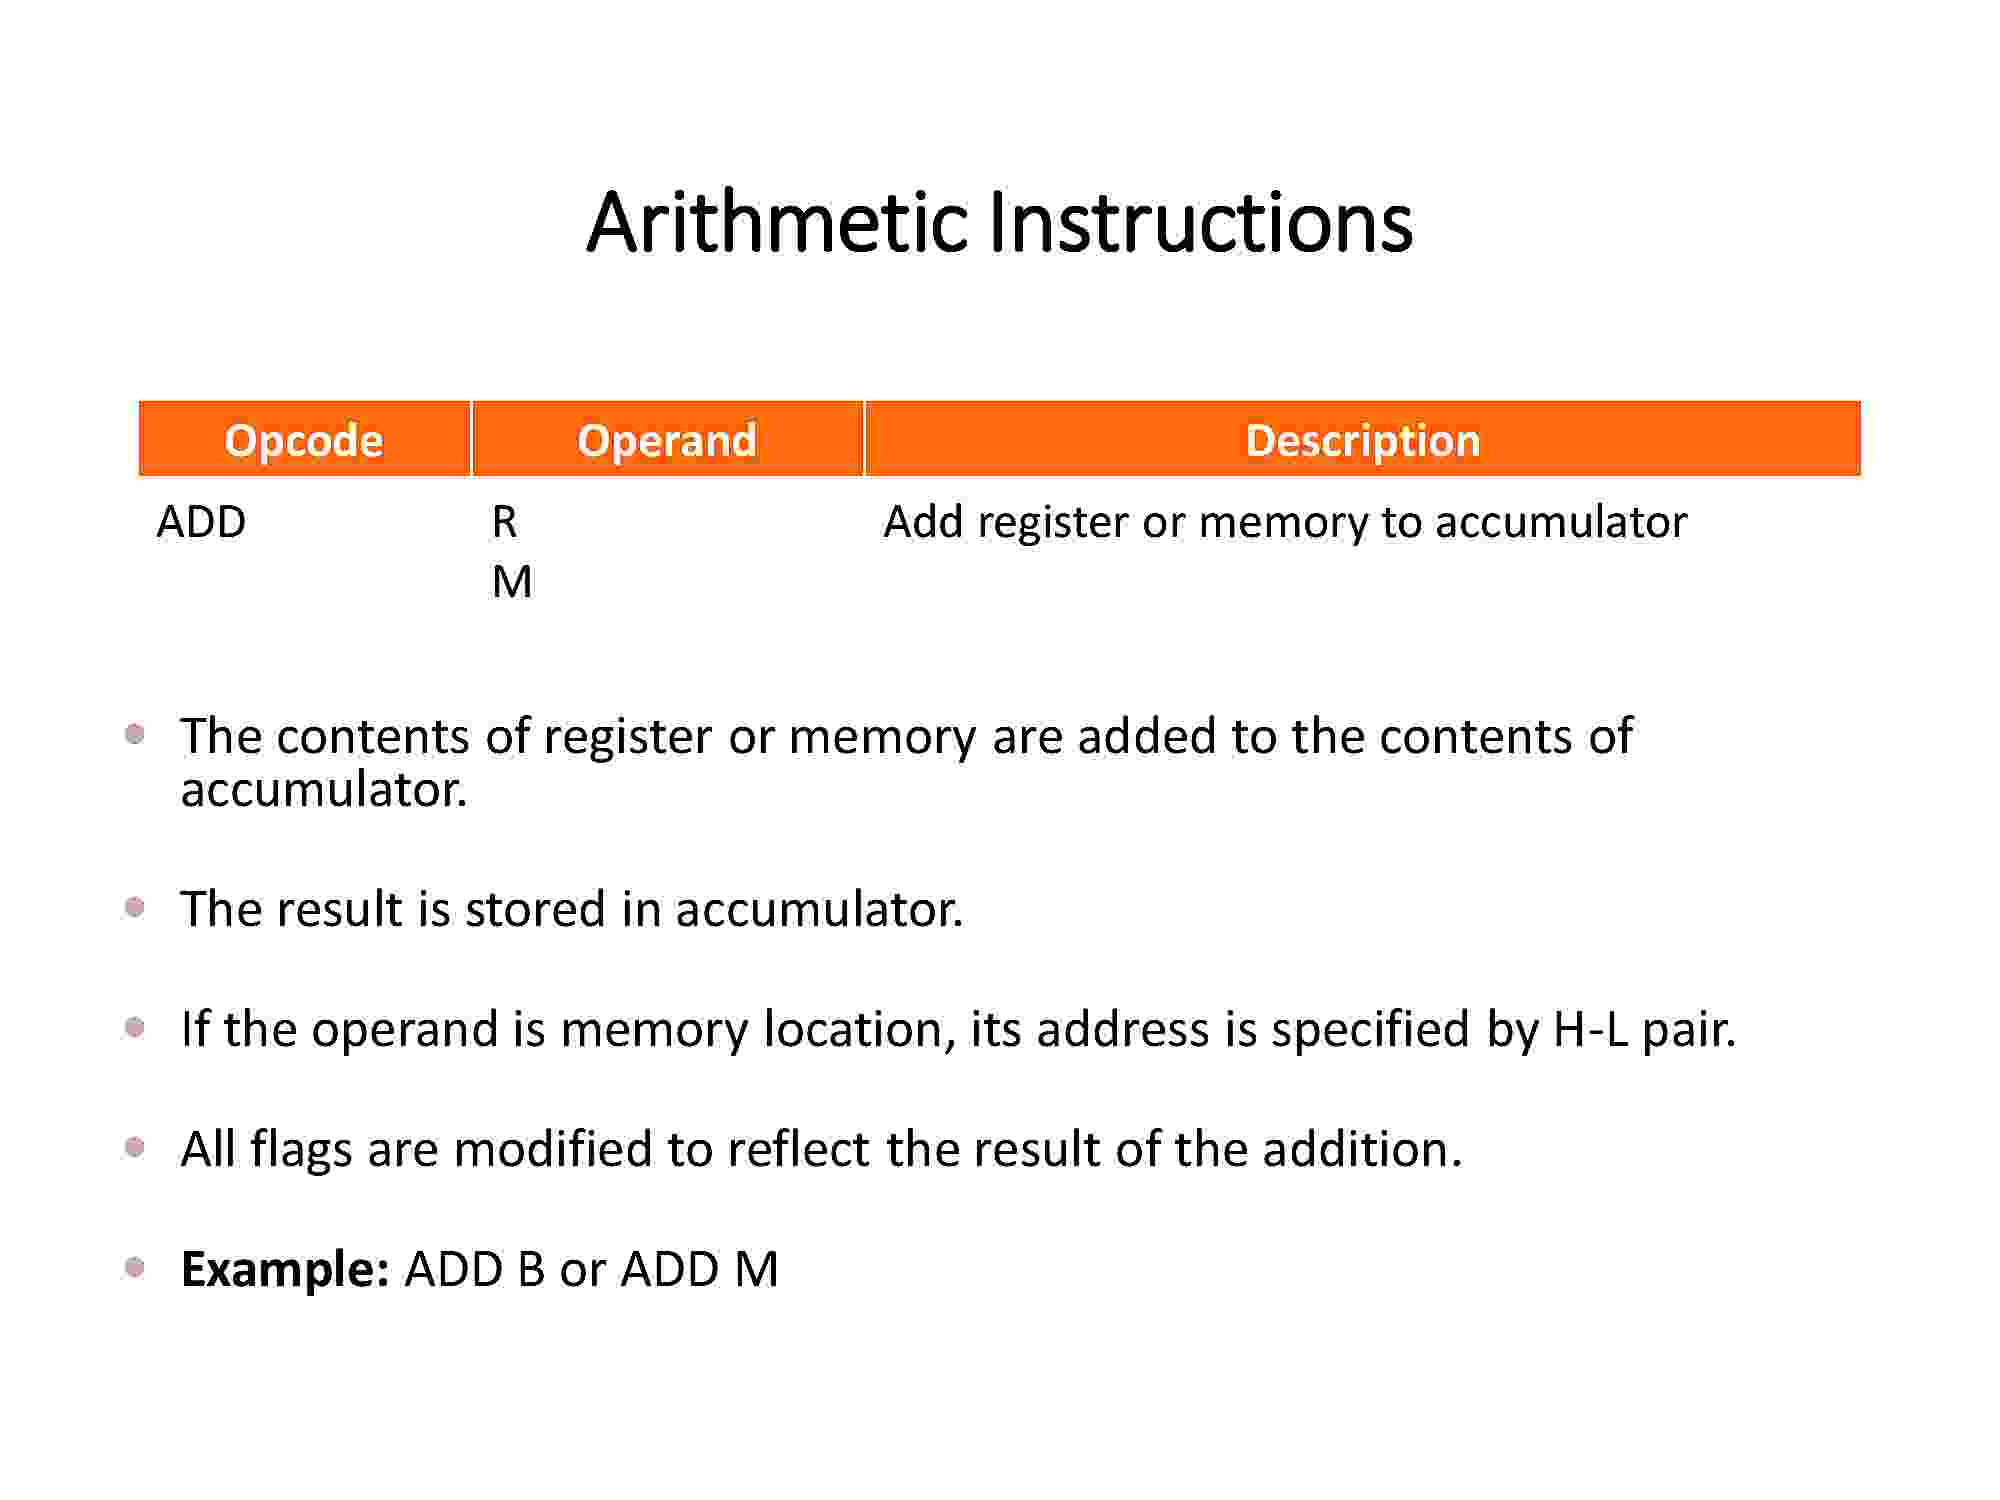 Arithmetic Instructions
Opcode Operand Description
ADD R Add register or memory to accumulator
M
• The contents of register or memory are added to the contents of
accumulator.
• The result is stored in accumulator.
• If the operand is memory location, its address is specified by H-L pair.
• All flags are modified to reflect the result of the addition.
• Example: ADD B or ADD M